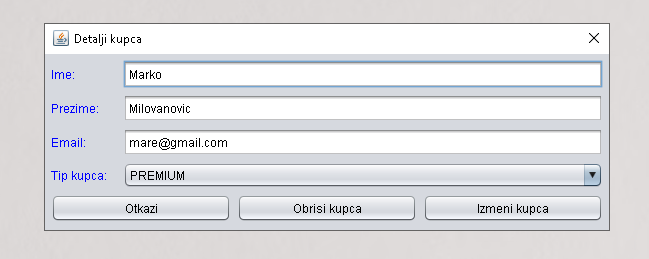 Detalji kupca
Ime: Marko
Prezime: Milovanovic
Email: mare@gmail.com
Tip kupca: PREMIUM
Otkazi Obrisi kupca Izmeni kupca